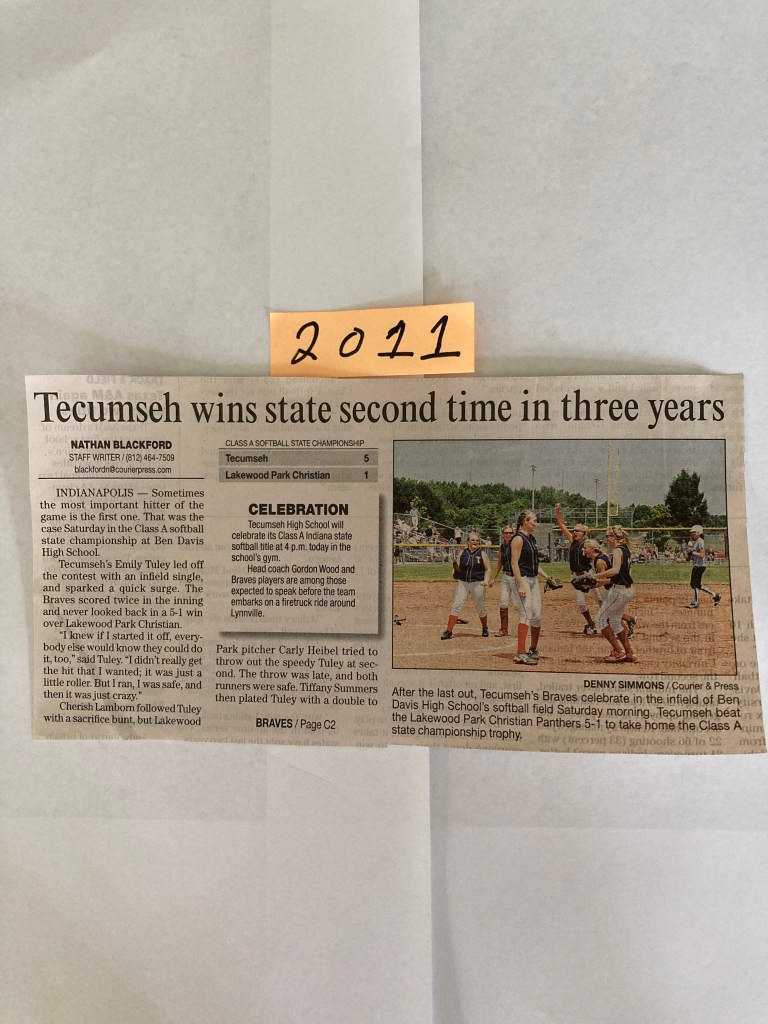 2011
Tecumseh wins state second time in three years
NATHAN BLACKFORD
STAFF WRITER / (812) 464-7509
blackfordn@courierpress.com
INDIANAPOLIS — Sometimes
the most important hitter of the
game is the first one. That was the
case Saturday in the Class A softball
state championship at Ben Davis
High School.
Tecumseh's Emily Tuley led off
the contest with an infield single,
and sparked a quick surge. The
Braves scored twice in the inning
and never looked back in a 5-1 win
over Lakewood Park Christian.
"I knew if I started it off, every-
body else would know they could do
it, too," said Tuley. "I didn't really get
the hit that I wanted; it was just a
little roller. But I ran, I was safe, and
then it was just crazy."
Cherish Lamborn followed Tuley
with a sacrifice bunt, but Lakewood
CLASS A SOFTBALL STATE CHAMPIONSHIP
Tecumseh 5
Lakewood Park Christian 1
CELEBRATION
Tecumseh High School will
celebrate its Class A Indiana state
softball title at 4 p.m. today in the
school's gym.
Head coach Gordon Wood and
Braves players are among those
expected to speak before the team
embarks on a firetruck ride around
Lynnville.
Park pitcher Carly Heibel tried to
throw out the speedy Tuley at sec-
ond. The throw was late, and both
runners were safe. Tiffany Summers
then plated Tuley with a double to
BRAVES / Page C2
DENNY SIMMONS / Courier & Press
After the last out, Tecumseh's Braves celebrate in the infield of Ben
Davis High School's softball field Saturday morning. Tecumseh beat
the Lakewood Park Christian Panthers 5-1 to take home the Class A
state championship trophy.